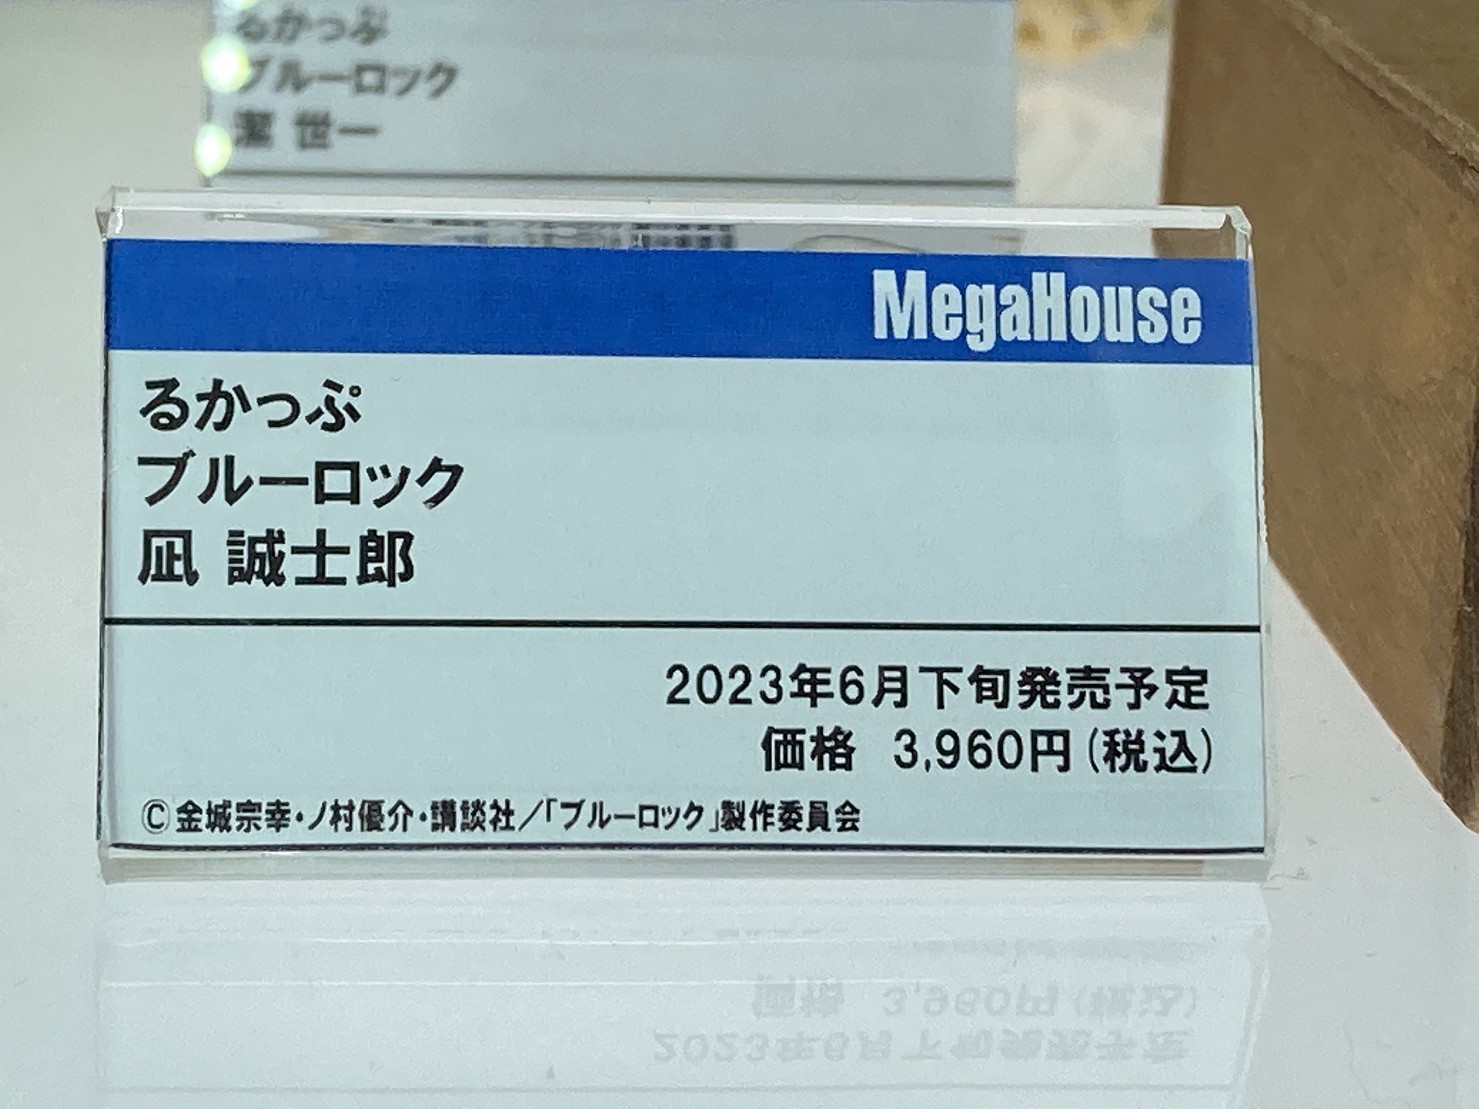 るかっぷ
ブルーロック
潔 世一
MegaHouse
るかっぷ
ブルーロック
凪 誠士郎
2023年6月下旬発売予定
価格 3,960円(税込)
©金城宗幸・ノ村優介・講談社/「ブルーロック」製作委員会